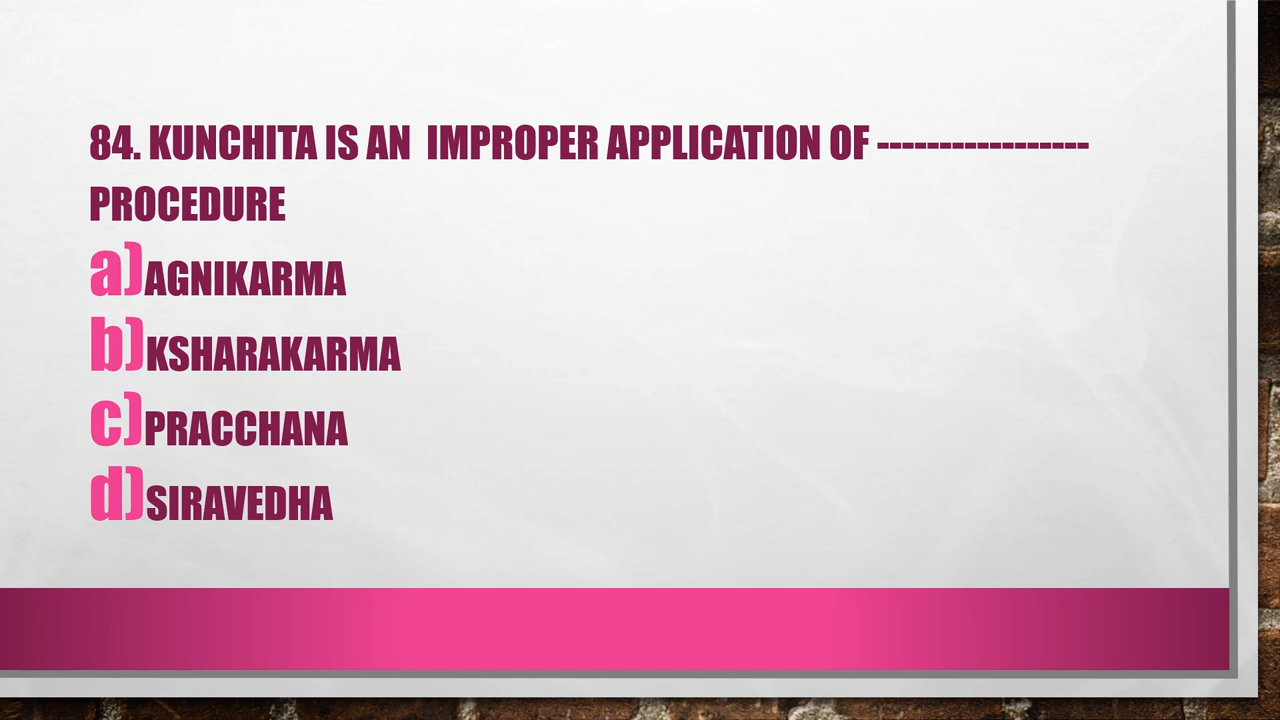 84. KUNCHITA IS AN  IMPROPER APPLICATION OF -----------------
PROCEDURE
a)AGNIKARMA
b)KSHARAKARMA
c)PRACCHANA
d)SIRAVEDHA